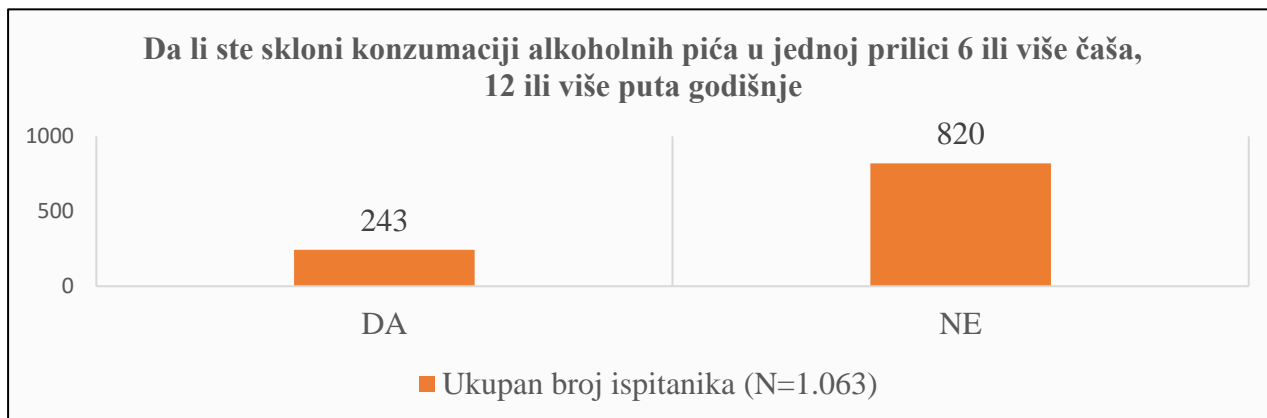 Da li ste skloni konzumaciji alkoholnih pića u jednoj prilici 6 ili više čaša,
12 ili više puta godišnje
1000
820
500
243
0
DA
NE
Ukupan broj ispitanika (N=1.063)